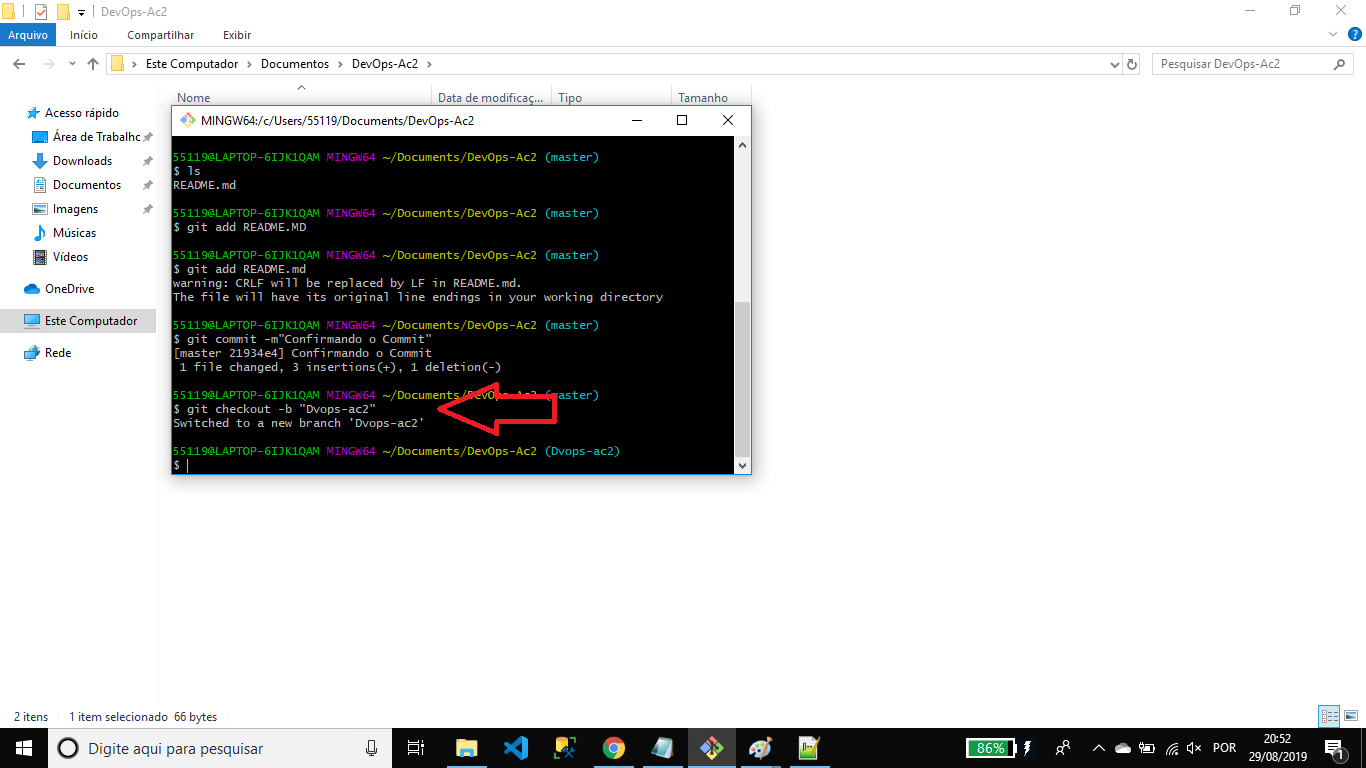 DevOps-Ac2
Arquivo Início Compartilhar Exibir
Este Computador Documentos DevOps-Ac2
Pesquisar DevOps-Ac2
Nome Data de modificaç... Tipo Tamanho
Acesso rápido
Área de Trabalhc
Downloads
Documentos
Imagens
Músicas
Vídeos
OneDrive
Este Computador
Rede
MINGW64:/c/Users/55119/Documents/DevOps-Ac2
55119@LAPTOP-6IJK1QAM MINGW64 ~/Documents/DevOps-Ac2 (master)
$ ls
README.md
55119@LAPTOP-6IJK1QAM MINGW64 ~/Documents/DevOps-Ac2 (master)
$ git add README.MD
55119@LAPTOP-6IJK1QAM MINGW64 ~/Documents/DevOps-Ac2 (master)
$ git add README.md
warning: CRLF will be replaced by LF in README.md.
The file will have its original line endings in your working directory
55119@LAPTOP-6IJK1QAM MINGW64 ~/Documents/DevOps-Ac2 (master)
$ git commit -m"Confirmando o Commit"
[master 21934e4] Confirmando o Commit
1 file changed, 3 insertions(+), 1 deletion(-)
55119@LAPTOP-6IJK1QAM MINGW64 ~/Documents/DevOps-Ac2 (master)
$ git checkout -b "Dvops-ac2"
Switched to a new branch 'Dvops-ac2'
55119@LAPTOP-6IJK1QAM MINGW64 ~/Documents/DevOps-Ac2 (Dvops-ac2)
$
2 itens 1 item selecionado 66 bytes
Digite aqui para pesquisar
86%
POR
20:52
29/08/2019
1